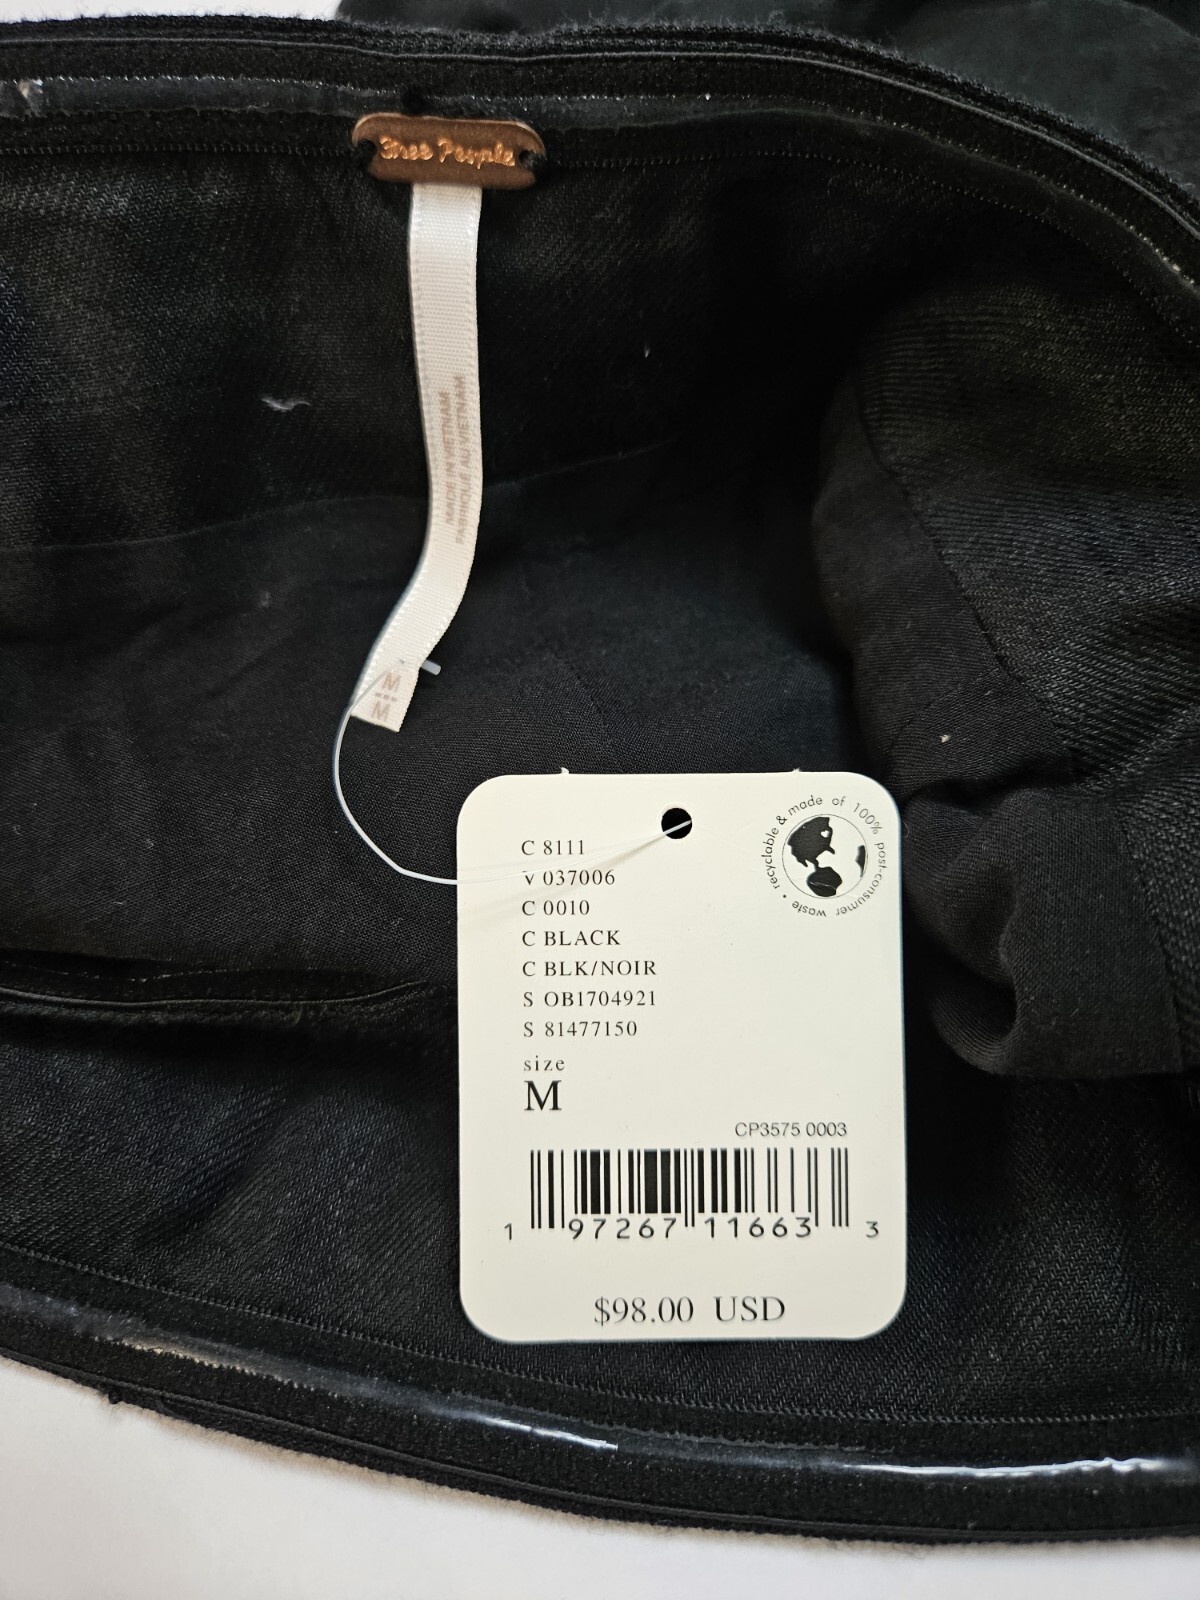 Free People
MADE IN VIETNAM
FABRIQUÉ AU VIETNAM
M
M
recyclable & made of 100% post-consumer waste •
C 8111
V 037006
C 0010
C BLACK
C BLK/NOIR
S OB1704921
S 81477150
size
M
CP3575 0003
1 97267 11663 3
$98.00 USD